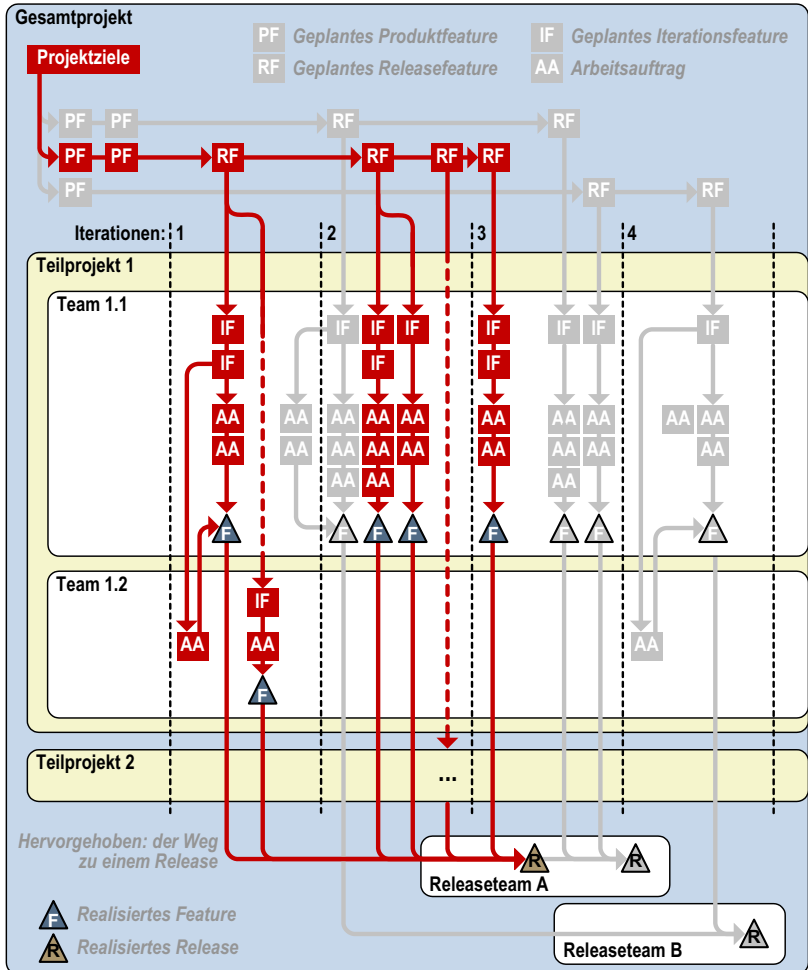 Gesamtprojekt
PF Geplantes Produktfeature IF Geplantes Iterationsfeature
RF Geplantes Releasefeature AA Arbeitsauftrag
Projektziele
PF PF RF RF
PF PF RF RF RF RF
PF RF RF
Iterationen: 1 2 3 4
Teilprojekt 1
Team 1.1
IF IF IF IF IF IF IF IF
IF IF IF
AA AA AA AA AA AA AA AA AA
AA AA AA AA AA AA AA AA AA
AA AA AA
F F F F F F F
Team 1.2
IF
AA AA AA
F
Teilprojekt 2
...
Hervorgehoben: der Weg
zu einem Release
R R
Releaseteam A
F Realisiertes Feature
R Realisiertes Release
R
Releaseteam B